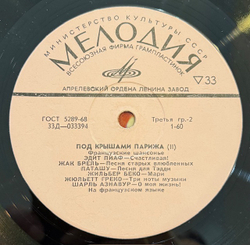 МИНИСТЕРСТВО КУЛЬТУРЫ СССР
МЕЛОДИЯ
ВСЕСОЮЗНАЯ ФИРМА ГРАМПЛАСТИНОК
АПРЕЛЕВСКИЙ ОРДЕНА ЛЕНИНА ЗАВОД
33
ГОСТ 5289-68
Третья гр.-2
33Д-033394
1-60
ПОД КРЫШАМИ ПАРИЖА (II)
Французские шансонье
ЭДИТ ПИАФ—Счастливая!
ЖАК БРЕЛЬ—Песня старых влюбленных
ПАТАШУ—Песня для Тэдди
ЖИЛЬБЕР БЕКО—Мари
ЖЮЛЬЕТТ ГРЕКО—Три ноты музыки
ШАРЛЬ АЗНАВУР—О моя жизнь!
На французском языке